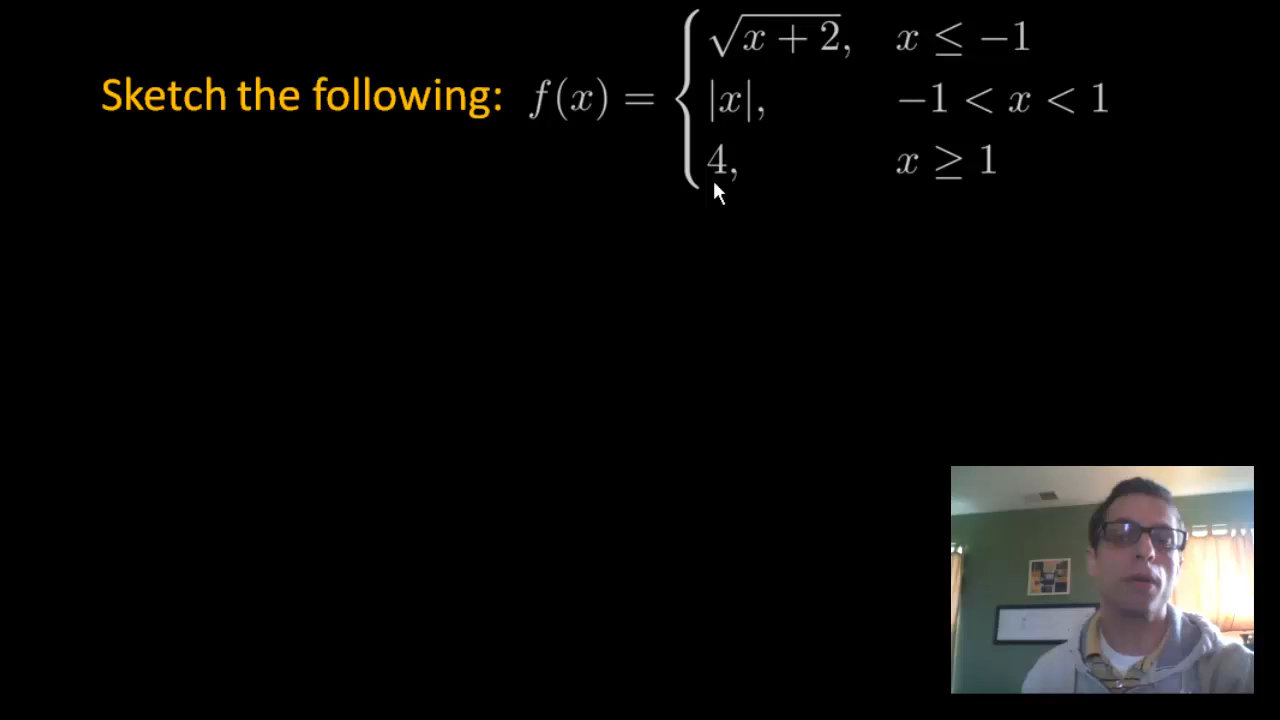 √x + 2, x ≤ −1
Sketch the following: f(x) = { |x|, −1 < x < 1
4, x ≥ 1